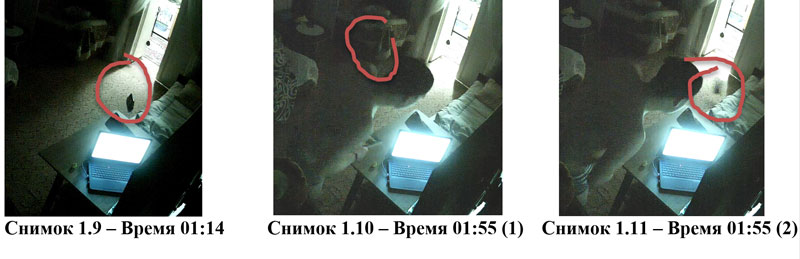 Снимок 1.9 – Время 01:14
Снимок 1.10 – Время 01:55 (1)
Снимок 1.11 – Время 01:55 (2)